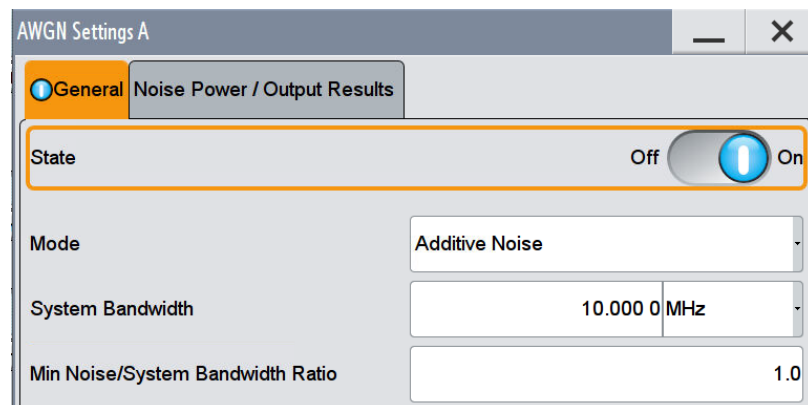 AWGN Settings A
General Noise Power / Output Results
State Off On
Mode Additive Noise
System Bandwidth 10.000 0 MHz
Min Noise/System Bandwidth Ratio 1.0